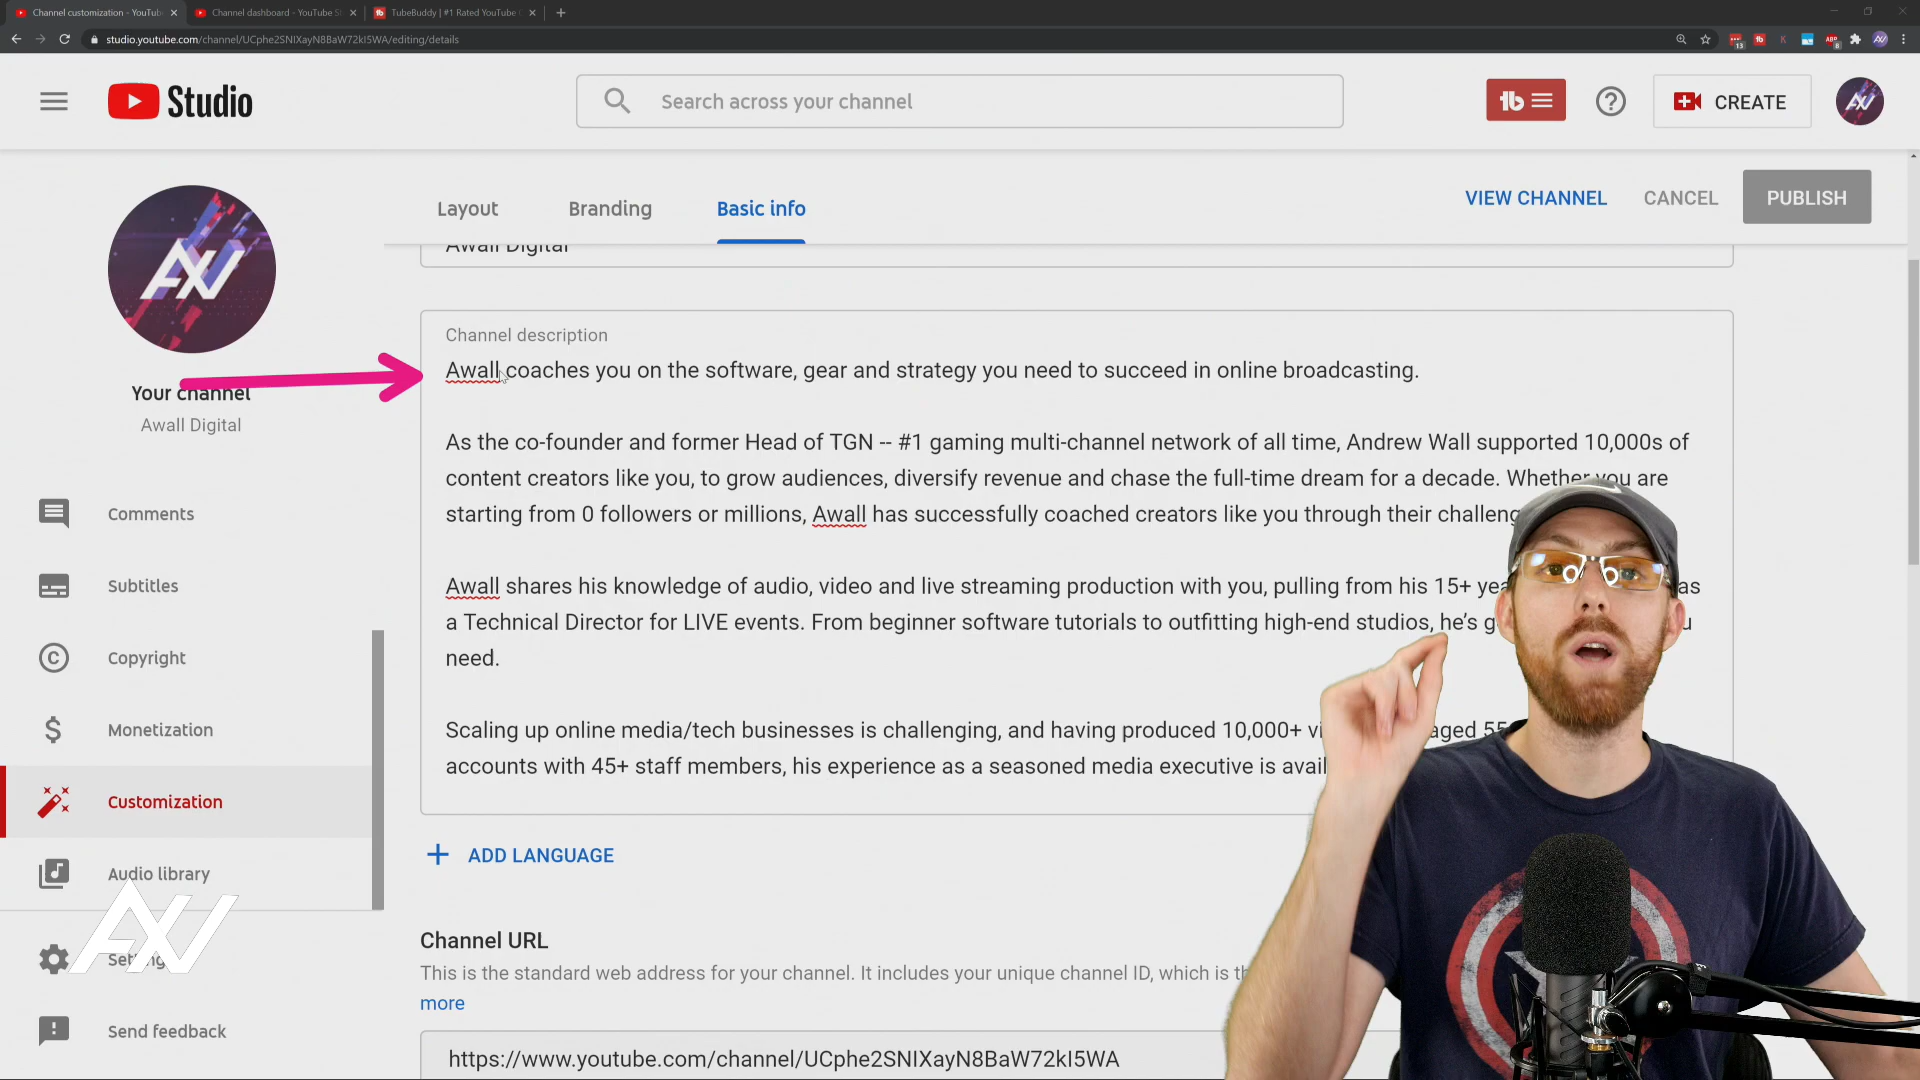 Channel customization - YouTub
Channel dashboard - YouTube S
TubeBuddy | #1 Rated YouTube
studio.youtube.com/channel/UCphe2SNIXayN8BaW72kI5WA/editing/details
Studio
Search across your channel
CREATE
Layout
Branding
Basic info
VIEW CHANNEL
CANCEL
PUBLISH
Awall Digital
Your channel
Awall Digital
Comments
Subtitles
Copyright
Monetization
Customization
Audio library
Send feedback
Channel description
Awall coaches you on the software, gear and strategy you need to succeed in online broadcasting.
As the co-founder and former Head of TGN -- #1 gaming multi-channel network of all time, Andrew Wall supported 10,000s of
content creators like you, to grow audiences, diversify revenue and chase the full-time dream for a decade. Whether you are
starting from 0 followers or millions, Awall has successfully coached creators like you through their
Awall shares his knowledge of audio, video and live streaming production with you, pulling from his 15+ as
a Technical Director for LIVE events. From beginner software tutorials to outfitting high-end studios, he's
need.
Scaling up online media/tech businesses is challenging, and having produced 10,000+
accounts with 45+ staff members, his experience as a seasoned media executive is
ADD LANGUAGE
Channel URL
This is the standard web address for your channel. It includes your unique channel ID, which is
more
https://www.youtube.com/channel/UCphe2SNIXayN8BaW72kI5WA